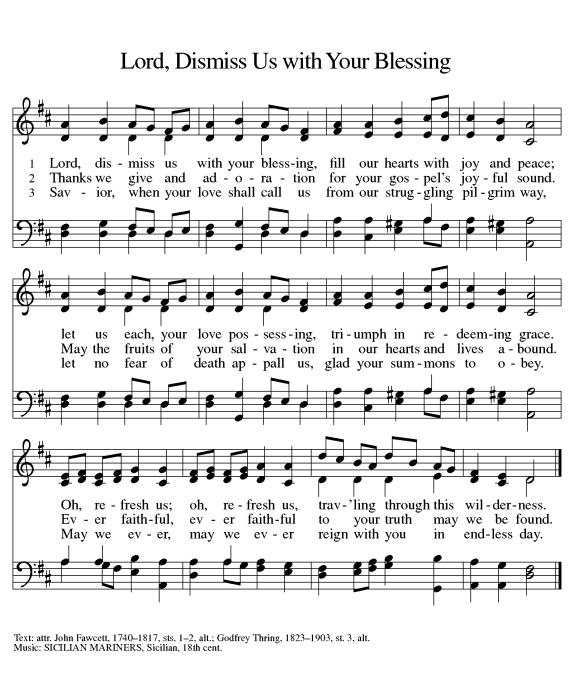 Lord, Dismiss Us with Your Blessing
1 Lord, dis - miss us with your bless - ing, fill our hearts with joy and peace;
2 Thanks we give and ad - o - ra - tion for your gos - pel's joy - ful sound.
3 Sav - ior, when your love shall call us from our strug - gling pil - grim way,
let us each, your love pos - sess - ing, tri - umph in re - deem - ing grace.
May the fruits of your sal - va - tion in our hearts and lives a - bound.
let no fear of death ap - pall us, glad your sum - mons to o - bey.
Oh, re - fresh us; oh, re - fresh us, trav - 'ling through this wil - der - ness.
Ev - er faith - ful, ev - er faith - ful to your truth may we be found.
May we ev - er, may we ev - er reign with you in end - less day.
Text: attr. John Fawcett, 1740–1817, sts. 1–2, alt.; Godfrey Thring, 1823–1903, st. 3, alt.
Music: SICILIAN MARINERS, Sicilian, 18th cent.